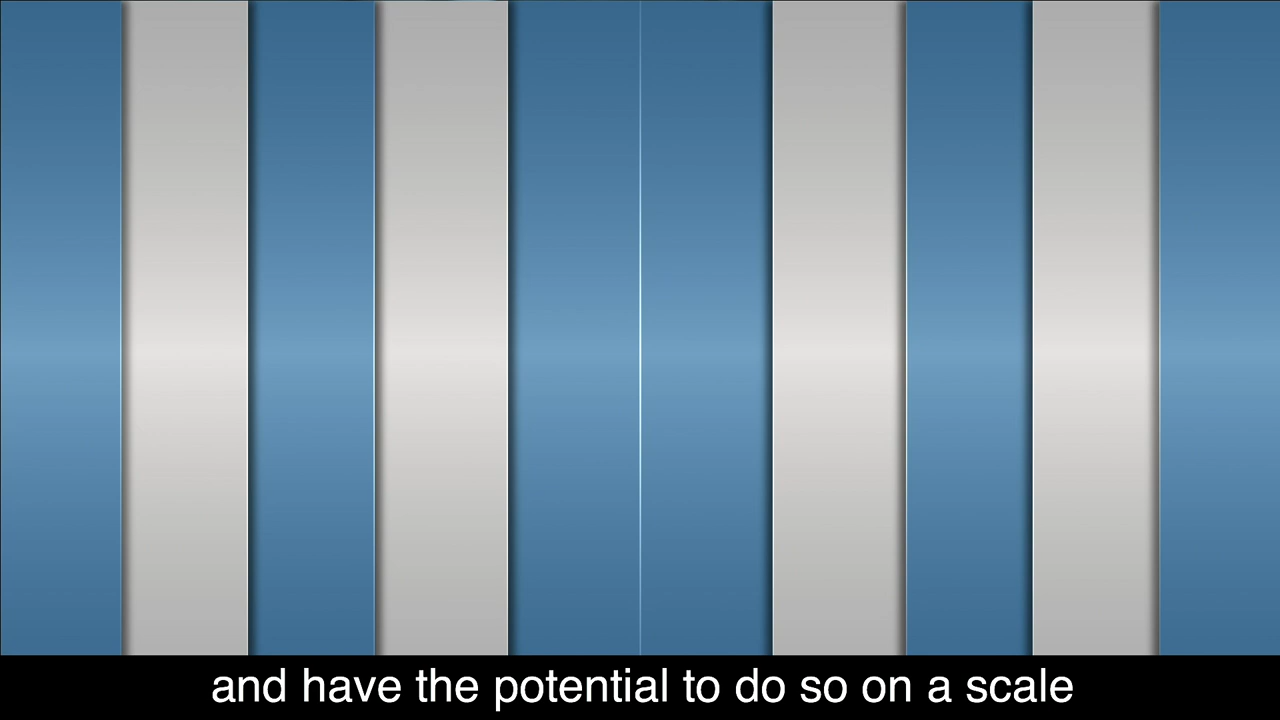 and have the potential to do so on a scale